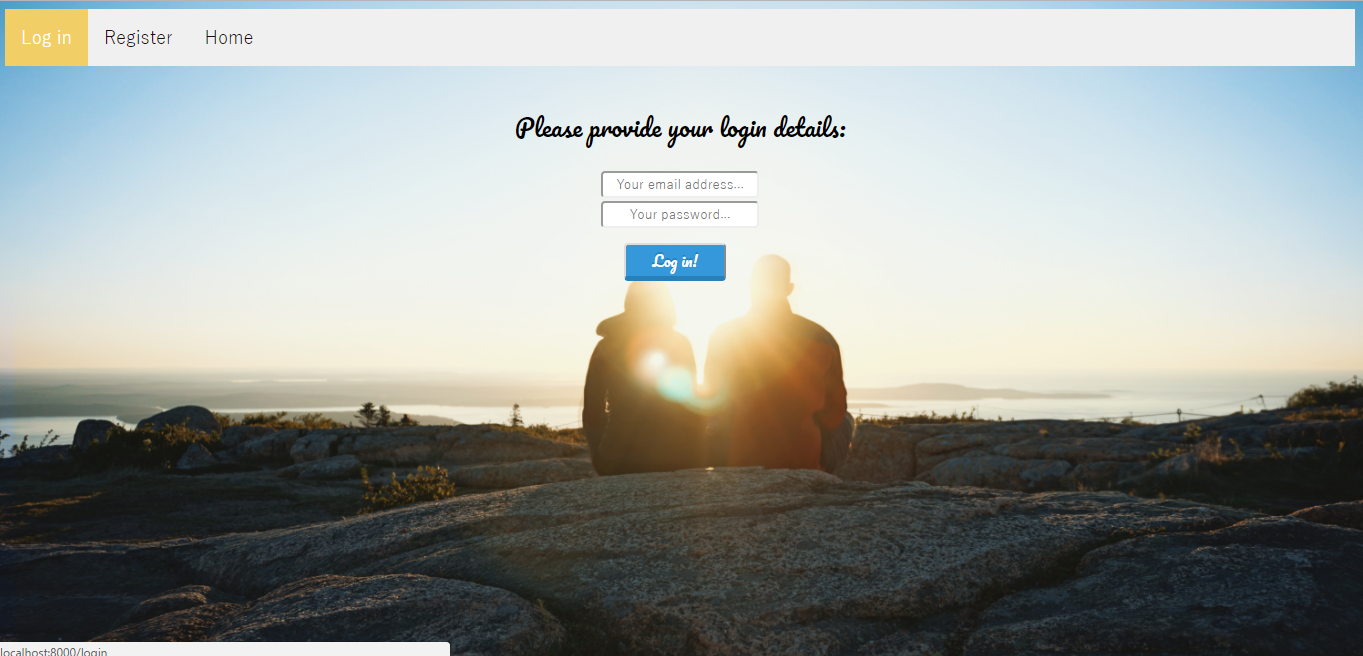 Log in Register Home
Please provide your login details:
Your email address...
Your password...
Log in!
localhost:8000/login